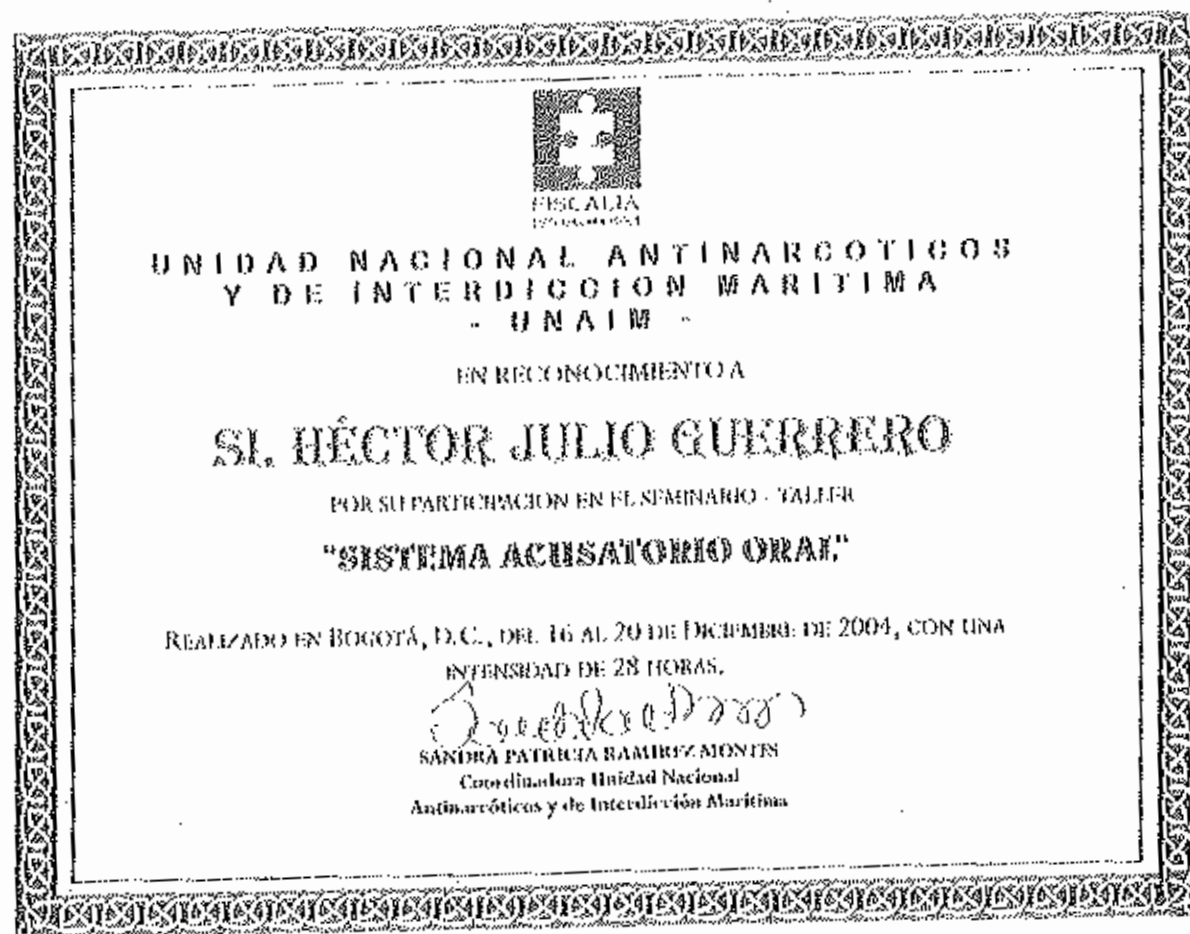 FISCALIA
UNIDAD NACIONAL ANTINARCOTICOS
Y DE INTERDICCION MARITIMA
- UNAIM -
EN RECONOCIMIENTO A
SI. HÉCTOR JULIO GUERRERO
POR SU PARTICIPACION EN EL SEMINARIO - TALLER
"SISTEMA ACUSATORIO ORAL"
REALIZADO EN BOGOTÁ, D.C., DEL 16 AL 20 DE DICIEMBRE DE 2004, CON UNA
INTENSIDAD DE 28 HORAS.
SANDRA PATRICIA RAMIREZ MONTES
Coordinadora Unidad Nacional
Antinarcóticos y de Interdicción Marítima